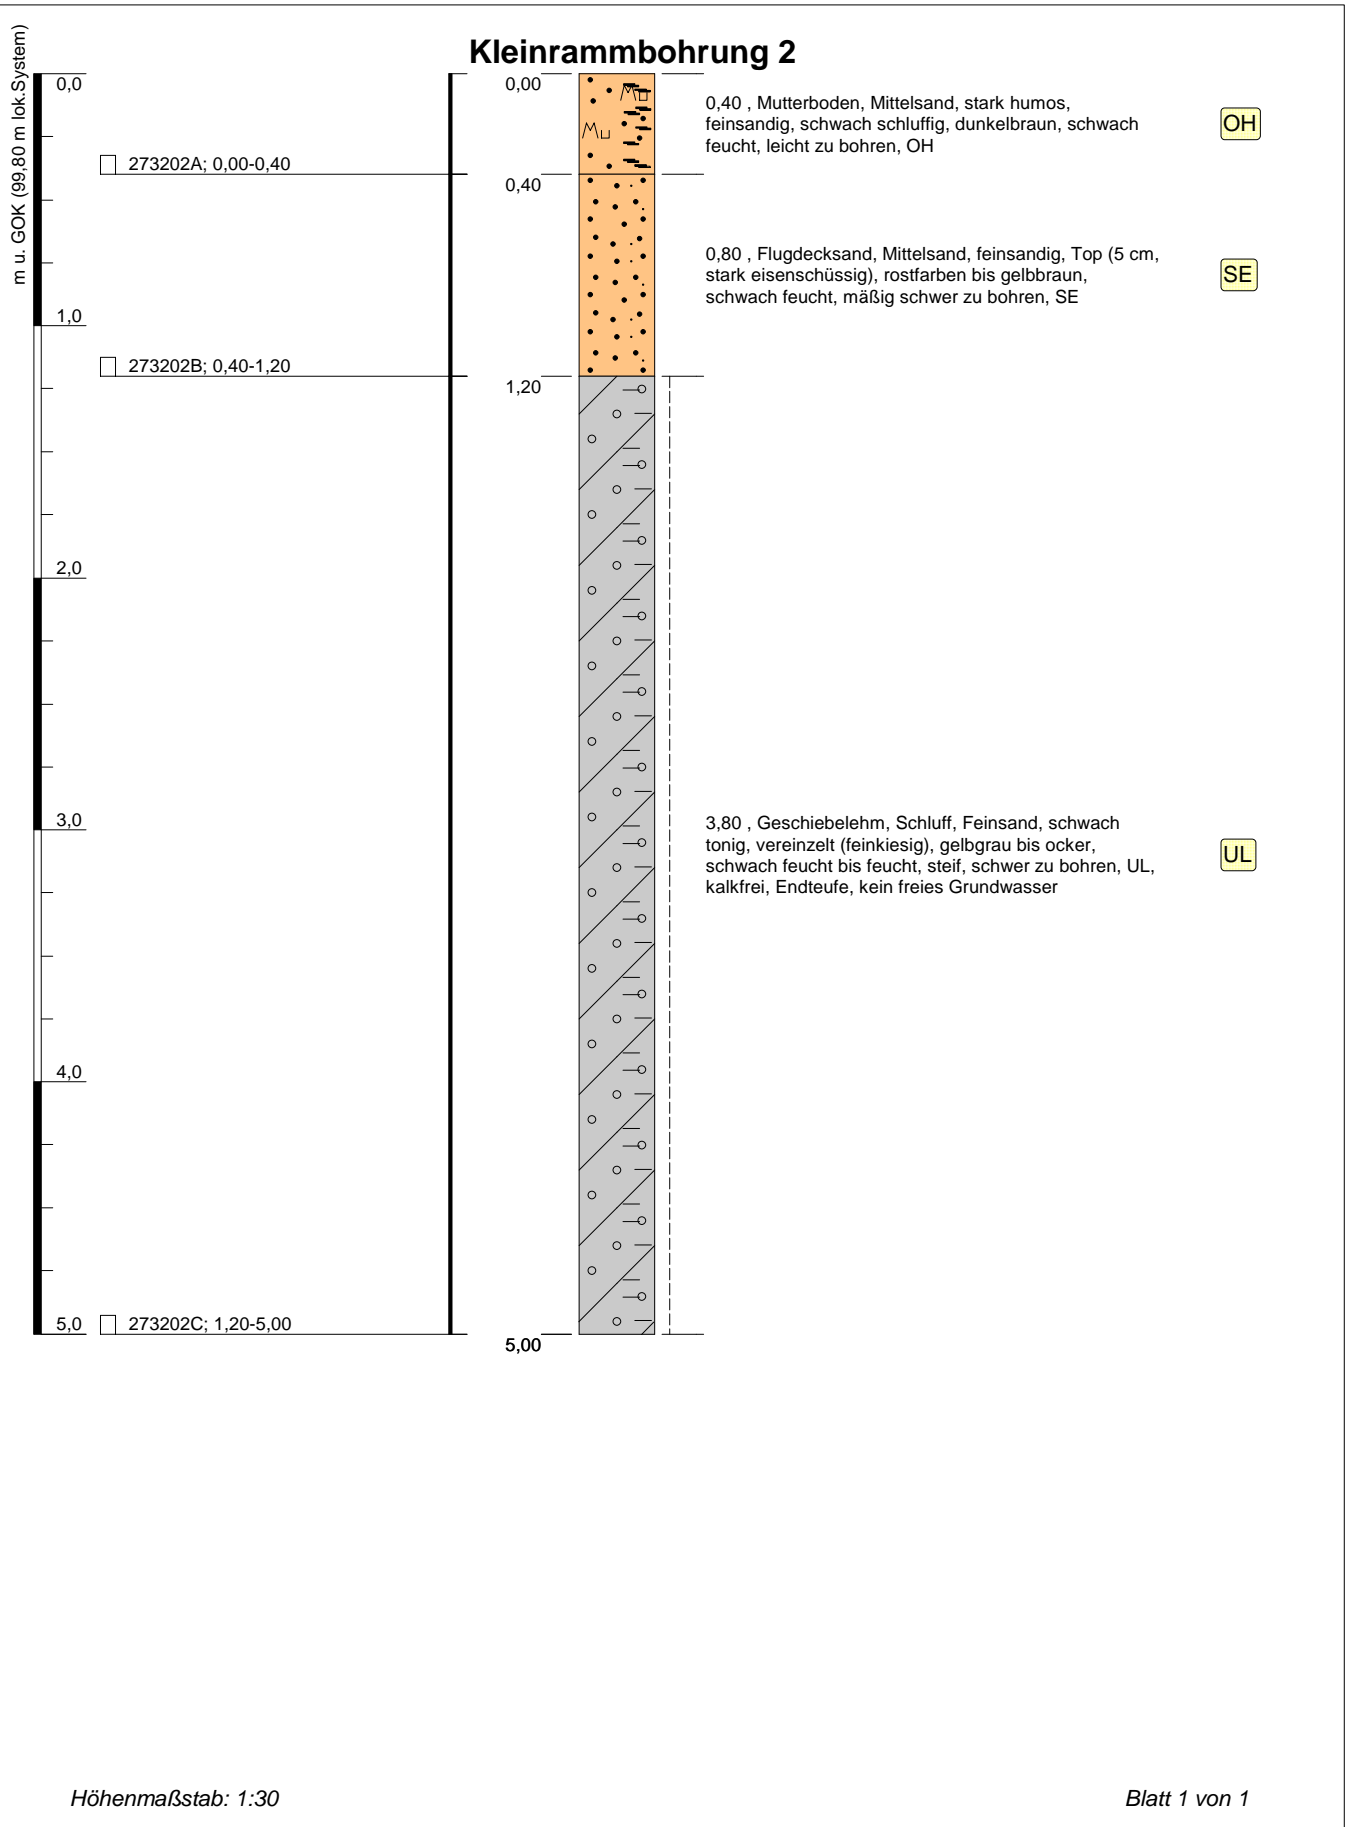 Kleinrammbohrung 2
m u. GOK (99,80 m lok.System)
0,0
0,00
Mu
Mu
0,40 , Mutterboden, Mittelsand, stark humos,
feinsandig, schwach schluffig, dunkelbraun, schwach
feucht, leicht zu bohren, OH
OH
273202A; 0,00-0,40
0,40
0,80 , Flugdecksand, Mittelsand, feinsandig, Top (5 cm,
stark eisenschüssig), rostfarben bis gelbbraun,
schwach feucht, mäßig schwer zu bohren, SE
SE
1,0
273202B; 0,40-1,20
1,20
2,0
3,0
3,80 , Geschiebelehm, Schluff, Feinsand, schwach
tonig, vereinzelt (feinkiesig), gelbgrau bis ocker,
schwach feucht bis feucht, steif, schwer zu bohren, UL,
kalkfrei, Endteufe, kein freies Grundwasser
UL
4,0
5,0
273202C; 1,20-5,00
5,00
Höhenmaßstab: 1:30
Blatt 1 von 1